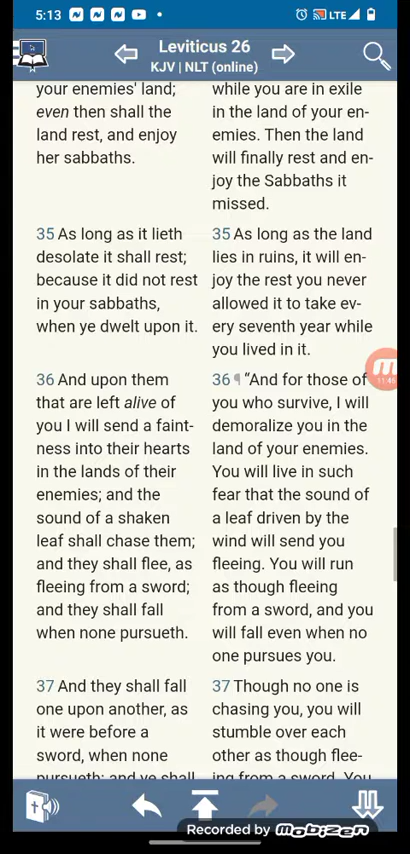 5:13 LTE
Leviticus 26
KJV | NLT (online)
your enemies' land;
even then shall the
land rest, and enjoy
her sabbaths.
while you are in exile
in the land of your en-
emies. Then the land
will finally rest and en-
joy the Sabbaths it
missed.
35 As long as it lieth
desolate it shall rest;
because it did not rest
in your sabbaths,
when ye dwelt upon it.
35 As long as the land
lies in ruins, it will en-
joy the rest you never
allowed it to take ev-
ery seventh year while
you lived in it.
36 And upon them
that are left alive of
you I will send a faint-
ness into their hearts
in the lands of their
enemies; and the
sound of a shaken
leaf shall chase them;
and they shall flee, as
fleeing from a sword;
and they shall fall
when none pursueth.
36 ¶ “And for those of
you who survive, I will
demoralize you in the
land of your enemies.
You will live in such
fear that the sound of
a leaf driven by the
wind will send you
fleeing. You will run
as though fleeing
from a sword, and you
will fall even when no
one pursues you.
37 And they shall fall
one upon another, as
it were before a
sword, when none
pursueth: and ye shall
37 Though no one is
chasing you, you will
stumble over each
other as though flee-
ing from a sword. You
11:45
Recorded by Mobizen